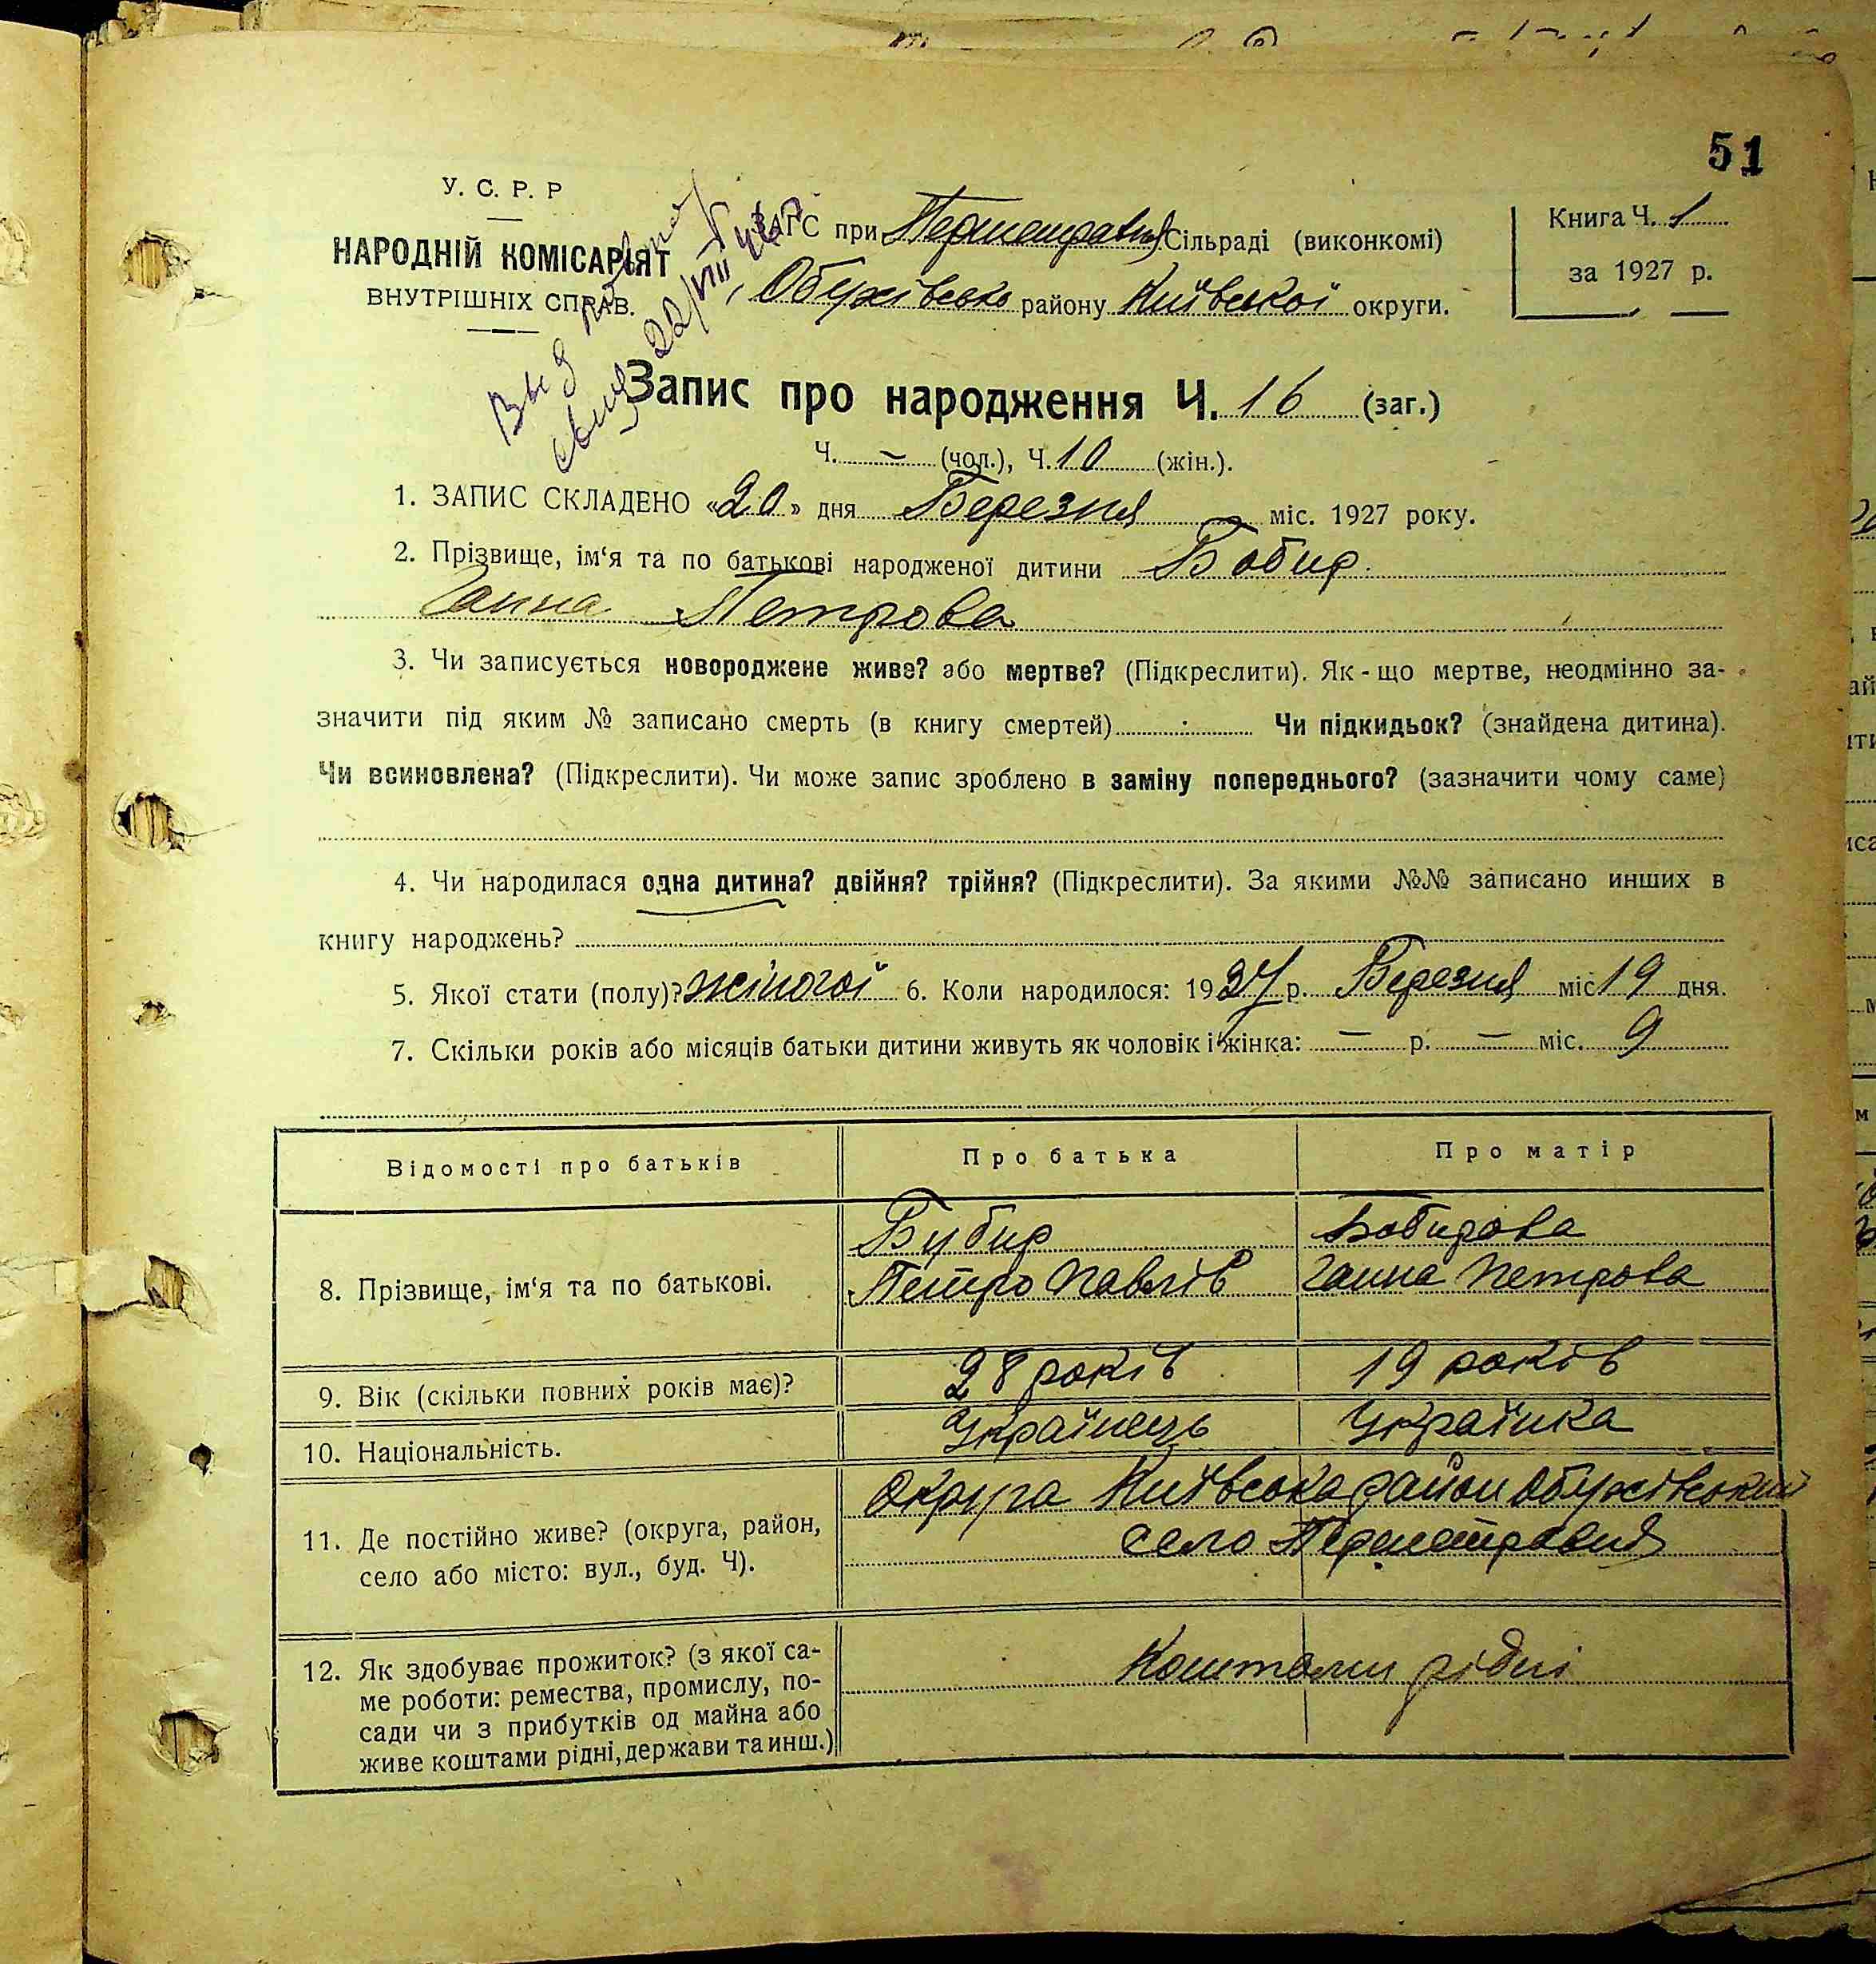 51
У. С. Р. Р
НАРОДНІЙ КОМІСАРІЯТ
ВНУТРІШНІХ СПРАВ.
ЗАГС при Першотравня Сільраді (виконкомі)
Обухівсько району Київської округи.
Книга Ч. 1
за 1927 р.
22/VIII
Запис про народження Ч. 16 (заг.)
Ч. – (чол.), Ч. 10 (жін.).
1. ЗАПИС СКЛАДЕНО «20» дня Березня міс. 1927 року.
2. Прізвище, ім'я та по батькові народженої дитини Бобир.
Ганна Петрова
3. Чи записується новороджене живе? або мертве? (Підкреслити). Як-що мертве, неодмінно за-
значити під яким № записано смерть (в книгу смертей) Чи підкидьок? (знайдена дитина).
Чи всиновлена? (Підкреслити). Чи може запис зроблено в заміну попереднього? (зазначити чому саме)
4. Чи народилася одна дитина? двійня? трійня? (Підкреслити). За якими №№ записано инших в
книгу народжень?
5. Якої стати (полу)? жіночої 6. Коли народилося: 1927 р. Березня міс 19 дня.
7. Скільки років або місяців батьки дитини живуть як чоловік і жінка: – р. – міс. 9
Відомості про батьків Про батька Про матір
8. Прізвище, ім'я та по батькові.
Бубир Бобирова
Петро Павлів Ганна Петрова
9. Вік (скільки повних років має)? 28 років 19 років
10. Національність. Українець Українка
11. Де постійно живе? (округа, район,
село або місто: вул., буд. Ч).
Округа Київська район Обухівський
село Першетравня
12. Як здобуває прожиток? (з якої са-
ме роботи: ремества, промислу, по-
сади чи з прибутків од майна або
живе коштами рідні, держави та инш.)
Коштами рідні